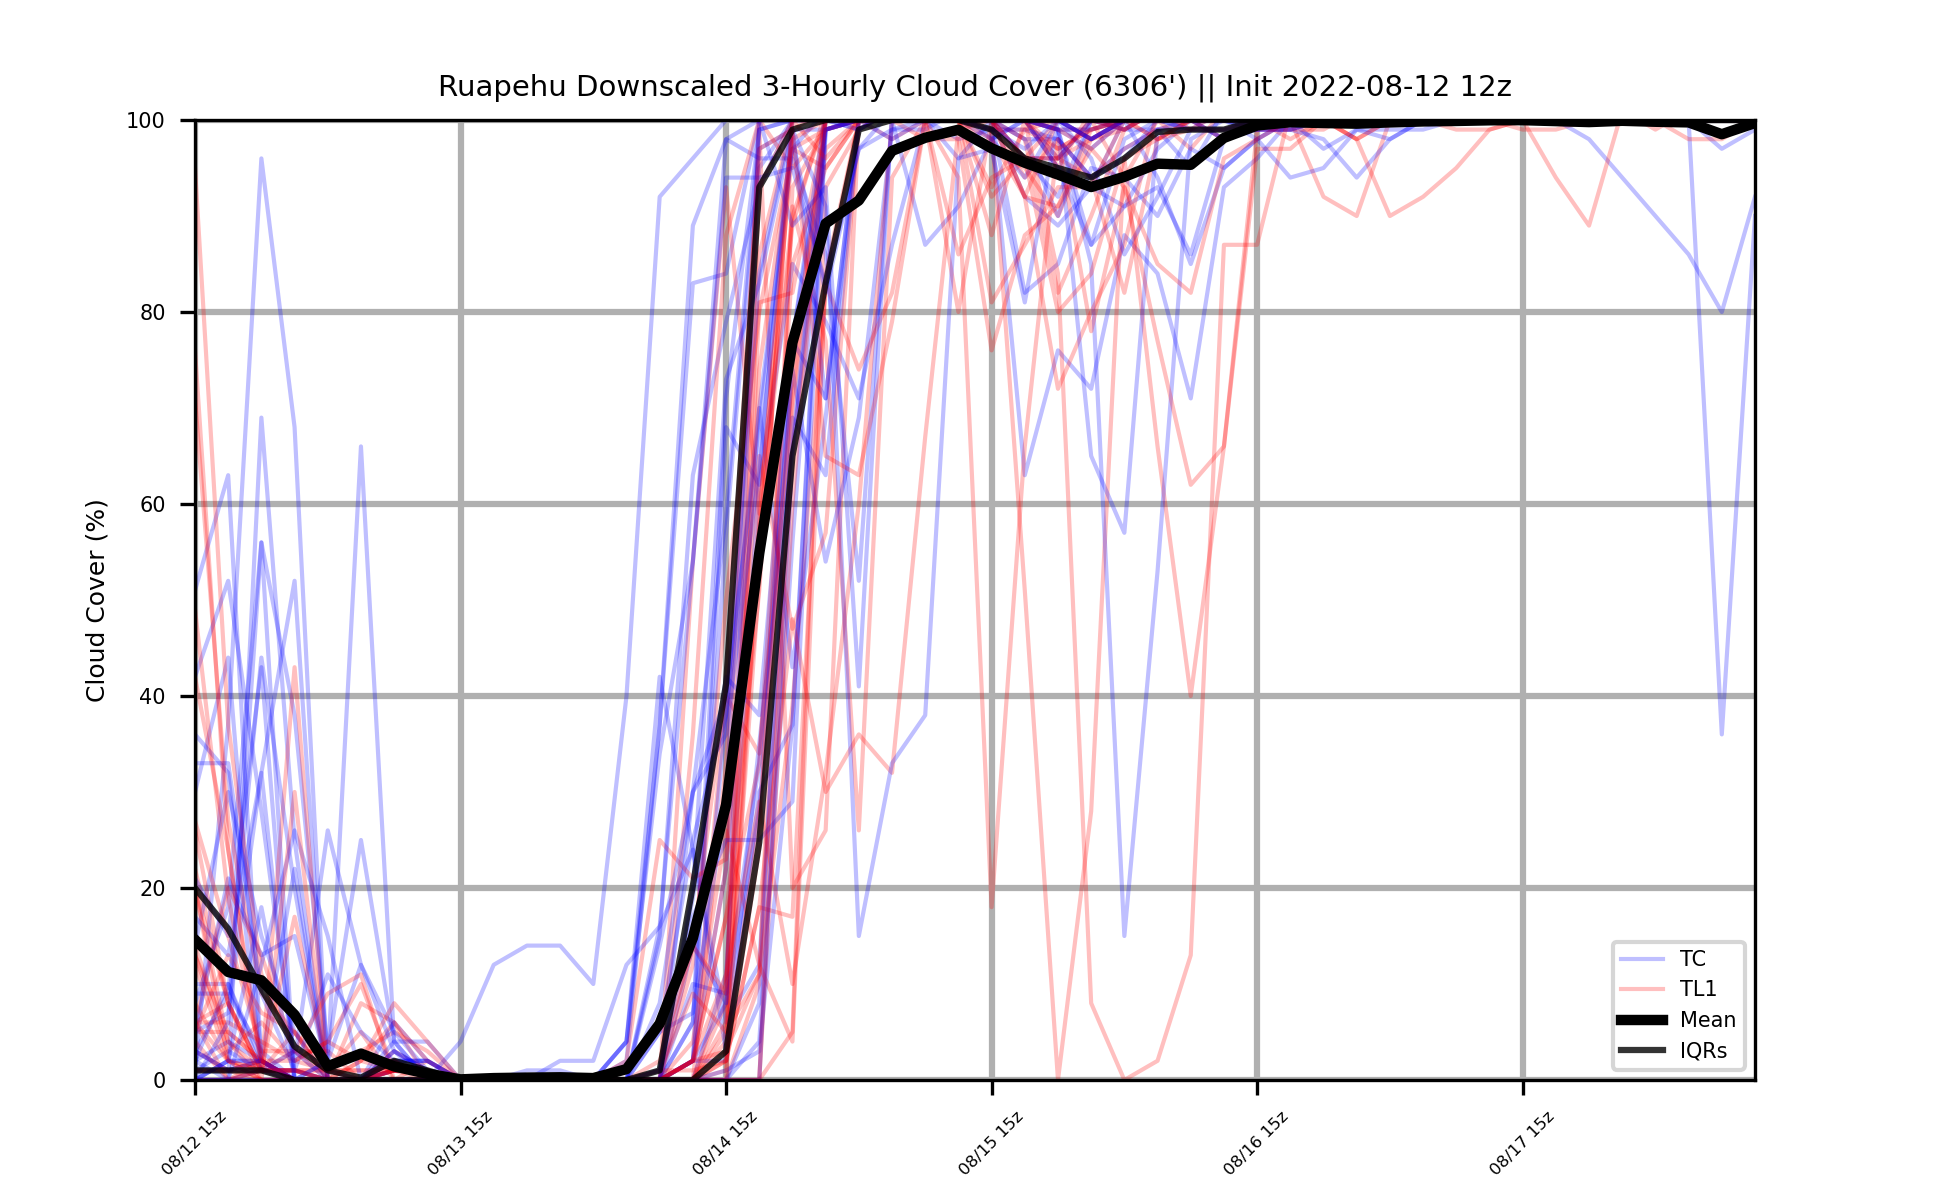 Ruapehu Downscaled 3-Hourly Cloud Cover (6306') || Init 2022-08-12 12z
Cloud Cover (%)
100
80
60
40
20
0
08/12 15z
08/13 15z
08/14 15z
08/15 15z
08/16 15z
08/17 15z
TC
TL1
Mean
IQRs